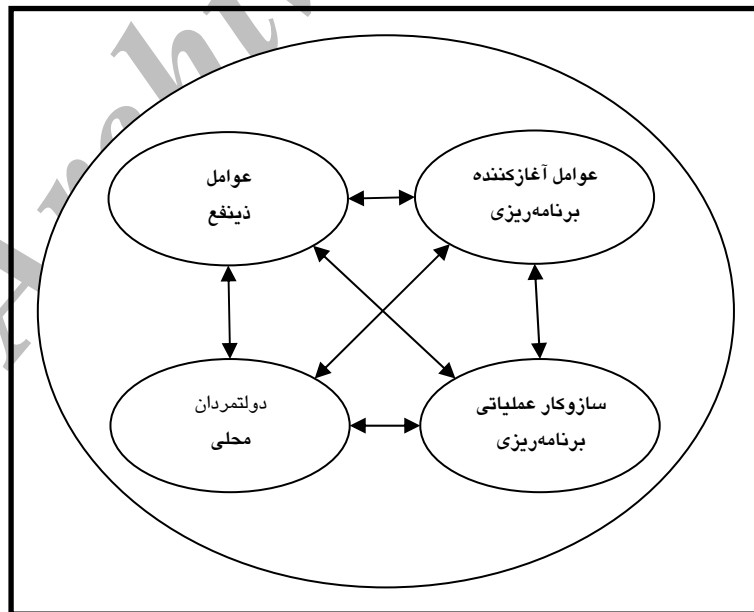 عوامل آغازکننده
برنامه‌ریزی
عوامل
ذینفع
سازوکار عملیاتی
برنامه‌ریزی
دولتمردان
محلی